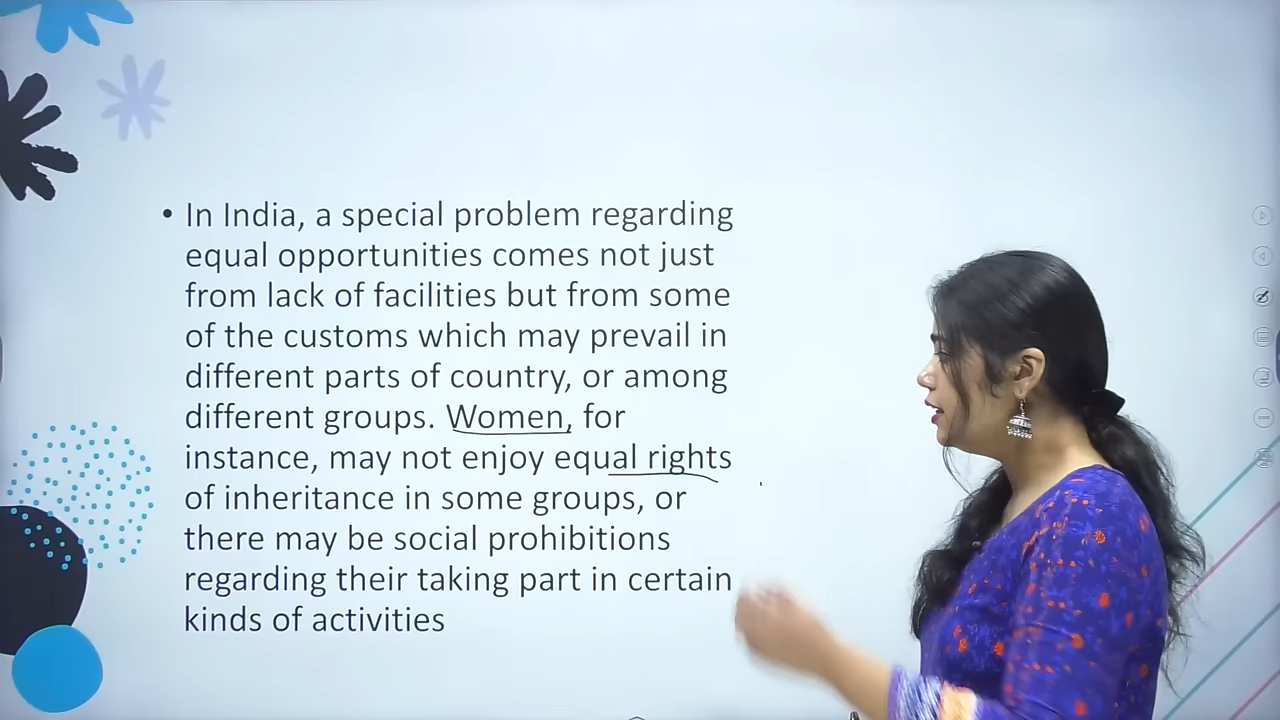 • In India, a special problem regarding
equal opportunities comes not just
from lack of facilities but from some
of the customs which may prevail in
different parts of country, or among
different groups. Women, for
instance, may not enjoy equal rights
of inheritance in some groups, or
there may be social prohibitions
regarding their taking part in certain
kinds of activities